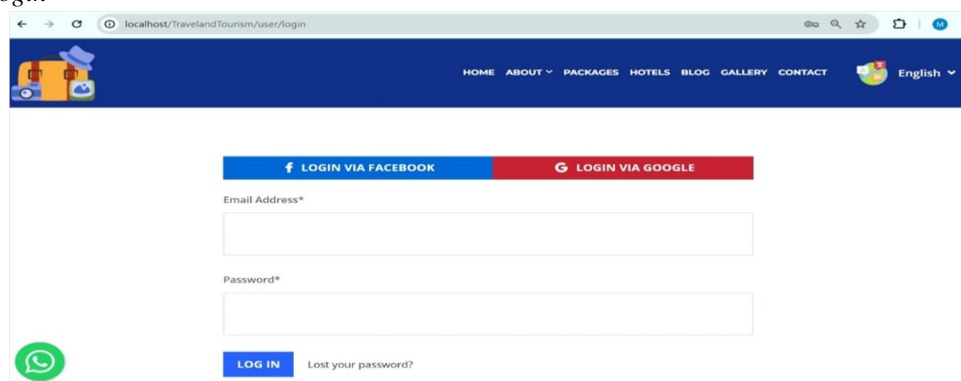 ogin
localhost/TravelandTourism/user/login
M
HOME ABOUT PACKAGES HOTELS BLOG GALLERY CONTACT English
f LOGIN VIA FACEBOOK G LOGIN VIA GOOGLE
Email Address*
Password*
LOG IN Lost your password?